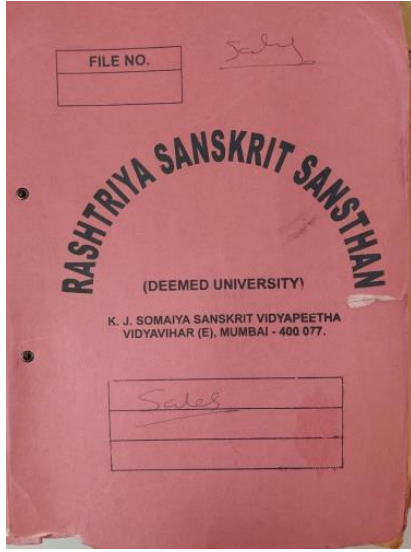 FILE NO.
RASHTRIYA SANSKRIT SANSTHAN
(DEEMED UNIVERSITY)
K. J. SOMAIYA SANSKRIT VIDYAPEETHA
VIDYAVIHAR (E), MUMBAI - 400 077.
Sales